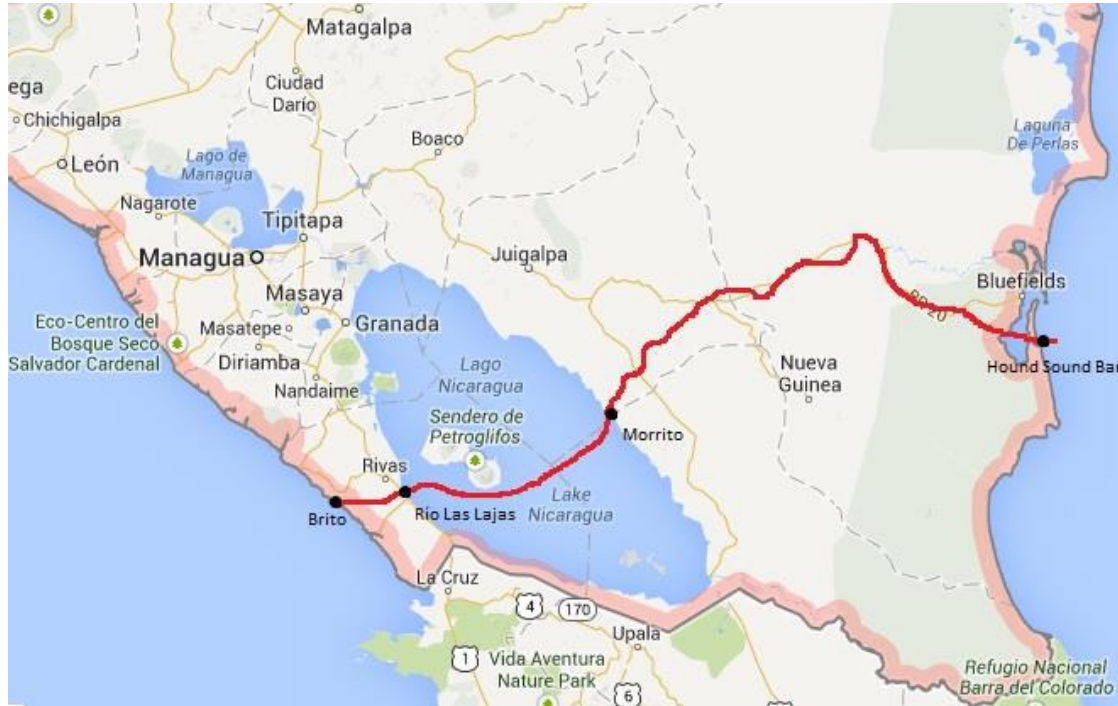 Matagalpa
ega
Ciudad
Darío
Chichigalpa
Boaco
Laguna
De Perlas
León
Lago de
Managua
Nagarote
Tipitapa
Managua
Juigalpa
Masaya
Bluefields
RP20
Eco-Centro del
Bosque Seco
Salvador Cardenal
Masatepe
Granada
Diriamba
Lago
Nicaragua
Hound Sound Bar
Nueva
Guinea
Nandaime
Sendero de
Petroglifos
Morrito
Rivas
Brito
Rio Las Lajas
Lake
Nicaragua
La Cruz
4
170
Upala
1
Vida Aventura
Nature Park
6
Refugio Nacional
Barra del Colorado